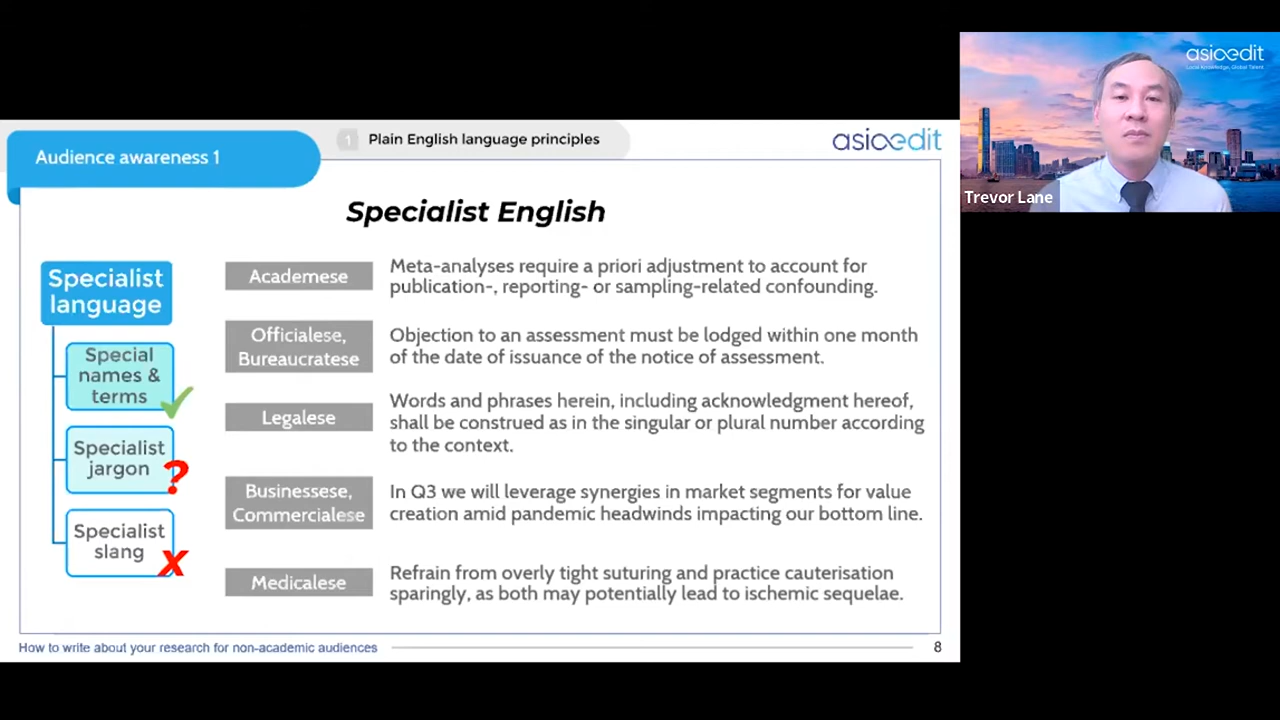 asiaedit
Local Knowledge, Global Talent
Trevor Lane
Audience awareness 1
1 Plain English language principles
asiaedit
Specialist English
Specialist
language
Special
names &
terms
Specialist
jargon
?
Specialist
slang
x
Academese
Meta-analyses require a priori adjustment to account for
publication-, reporting- or sampling-related confounding.
Officialese,
Bureaucratese
Objection to an assessment must be lodged within one month
of the date of issuance of the notice of assessment.
Legalese
Words and phrases herein, including acknowledgment hereof,
shall be construed as in the singular or plural number according
to the context.
Businessese,
Commercialese
In Q3 we will leverage synergies in market segments for value
creation amid pandemic headwinds impacting our bottom line.
Medicalese
Refrain from overly tight suturing and practice cauterisation
sparingly, as both may potentially lead to ischemic sequelae.
How to write about your research for non-academic audiences
8